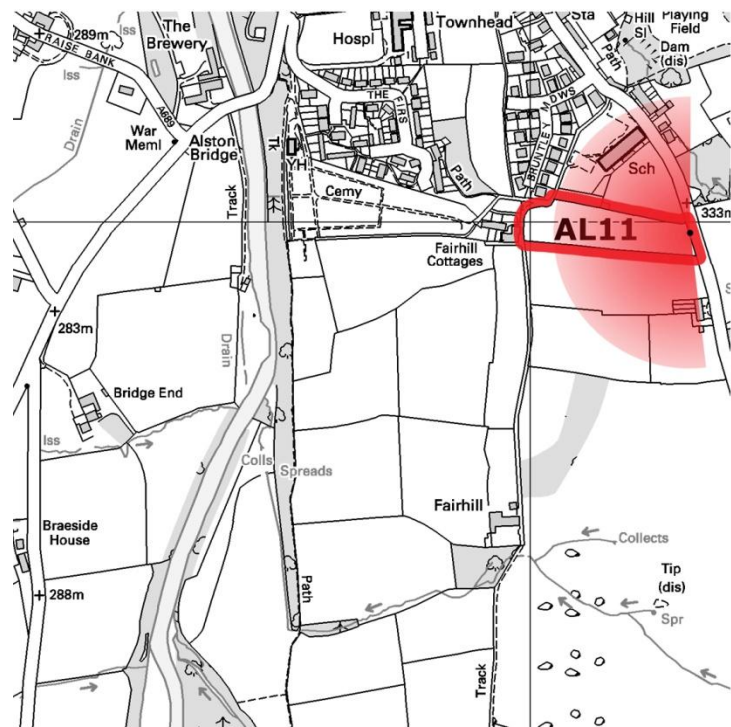 The
Brewery
289m
RAISE BANK
Iss
A689
Drain
War
Meml
Alston
Bridge
Track
Tk
YH
Hospl
Townhead
Sta
Hill
Sl
Playing
Field
Path
Dam
(dis)
THE
FIRS
BRUNTLEY MDWS
Path
Sch
Cemy
333m
AL11
Fairhill
Cottages
283m
Drain
Bridge End
Iss
Colls
Spreads
S
Fairhill
Braeside
House
288m
Path
Collects
Tip
(dis)
Spr
Track